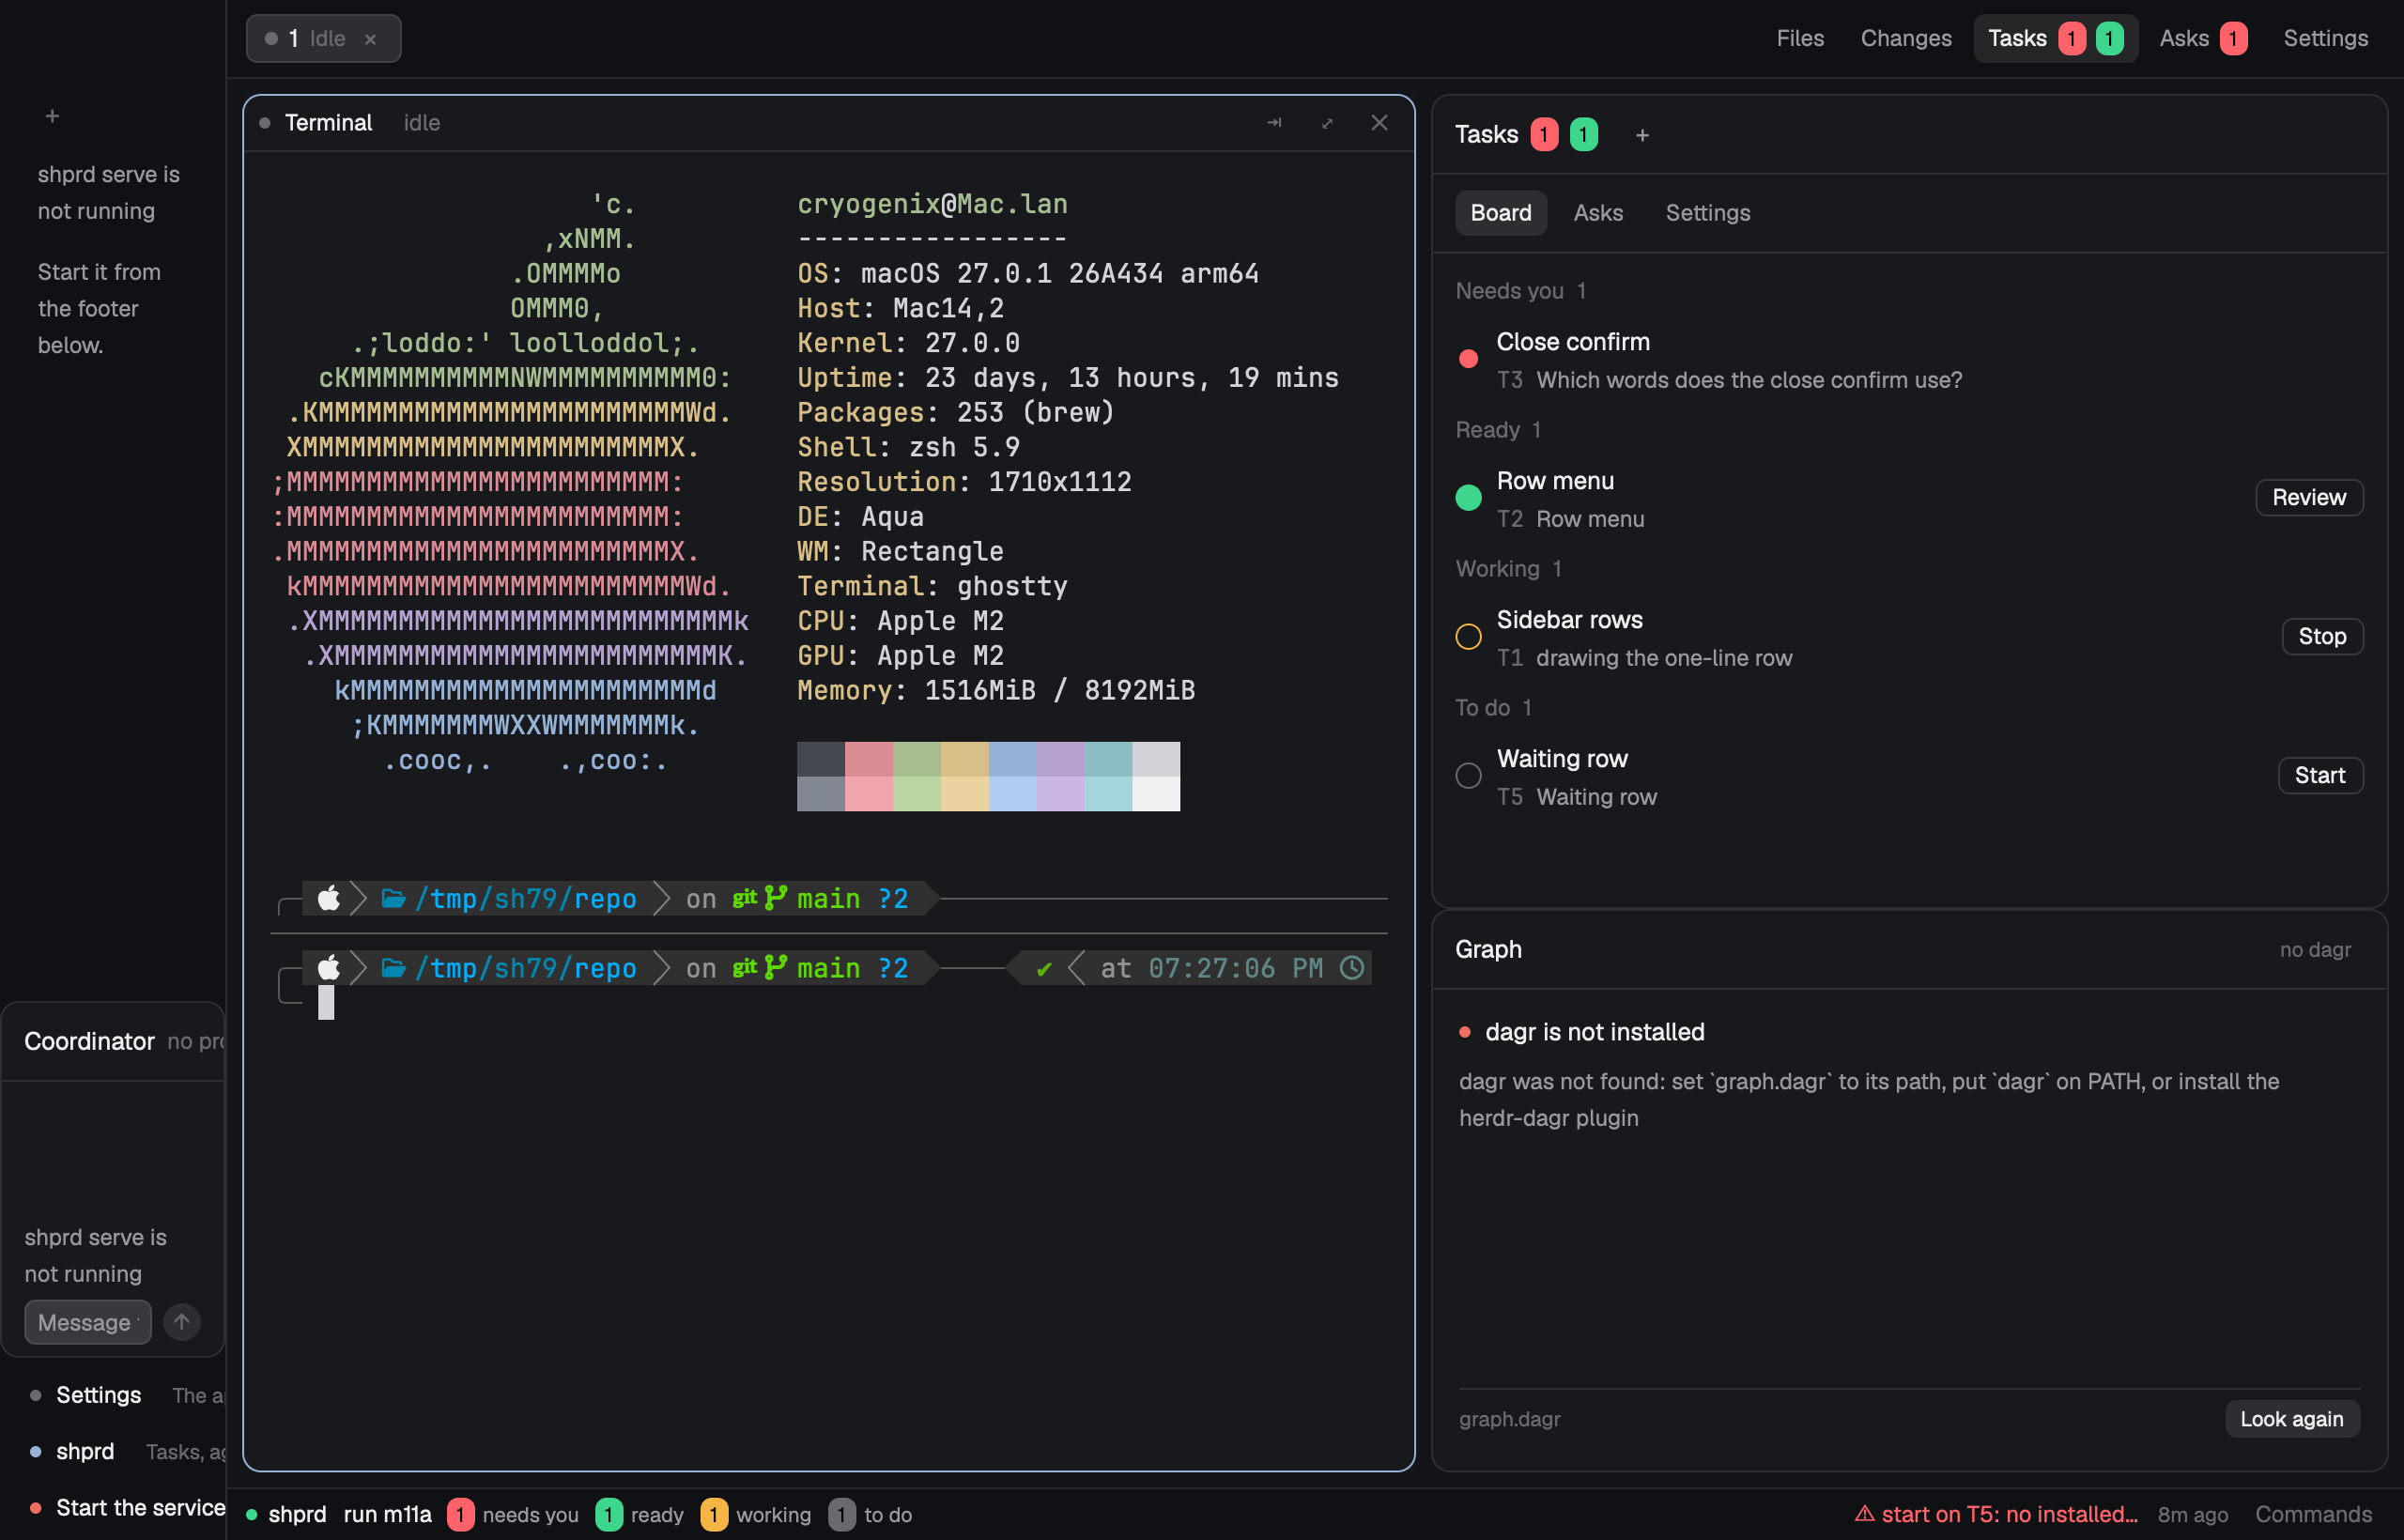 1 Idle ×
Files Changes Tasks 1 1 Asks 1 Settings
+
shprd serve is
not running
Start it from
the footer
below.
Coordinator no pro
shprd serve is
not running
Message
Settings The a
shprd Tasks, ag
Start the service
Terminal idle
'c.
,xNMM.
.OMMMMo
OMMM0,
.;loddo:' loolloddol;.
cKMMMMMMMMMMNWMMMMMMMMMM0:
.KMMMMMMMMMMMMMMMMMMMMMMMWd.
XMMMMMMMMMMMMMMMMMMMMMMMX.
;MMMMMMMMMMMMMMMMMMMMMMMM:
:MMMMMMMMMMMMMMMMMMMMMMMM:
.MMMMMMMMMMMMMMMMMMMMMMMMX.
kMMMMMMMMMMMMMMMMMMMMMMMMWd.
.XMMMMMMMMMMMMMMMMMMMMMMMMMMk
.XMMMMMMMMMMMMMMMMMMMMMMMMK.
kMMMMMMMMMMMMMMMMMMMMMMd
;KMMMMMMMWXXWMMMMMMMk.
.cooc,. .,coo:.
cryogenix@Mac.lan
-----------------
OS: macOS 27.0.1 26A434 arm64
Host: Mac14,2
Kernel: 27.0.0
Uptime: 23 days, 13 hours, 19 mins
Packages: 253 (brew)
Shell: zsh 5.9
Resolution: 1710x1112
DE: Aqua
WM: Rectangle
Terminal: ghostty
CPU: Apple M2
GPU: Apple M2
Memory: 1516MiB / 8192MiB
/tmp/sh79/repo on git main ?2
/tmp/sh79/repo on git main ?2 ✔ at 07:27:06 PM
Tasks 1 1 +
Board Asks Settings
Needs you 1
Close confirm
T3 Which words does the close confirm use?
Ready 1
Row menu
T2 Row menu
Review
Working 1
Sidebar rows
T1 drawing the one-line row
Stop
To do 1
Waiting row
T5 Waiting row
Start
Graph no dagr
dagr is not installed
dagr was not found: set `graph.dagr` to its path, put `dagr` on PATH, or install the
herdr-dagr plugin
graph.dagr Look again
shprd run m11a 1 needs you 1 ready 1 working 1 to do
⚠ start on T5: no installed… 8m ago Commands